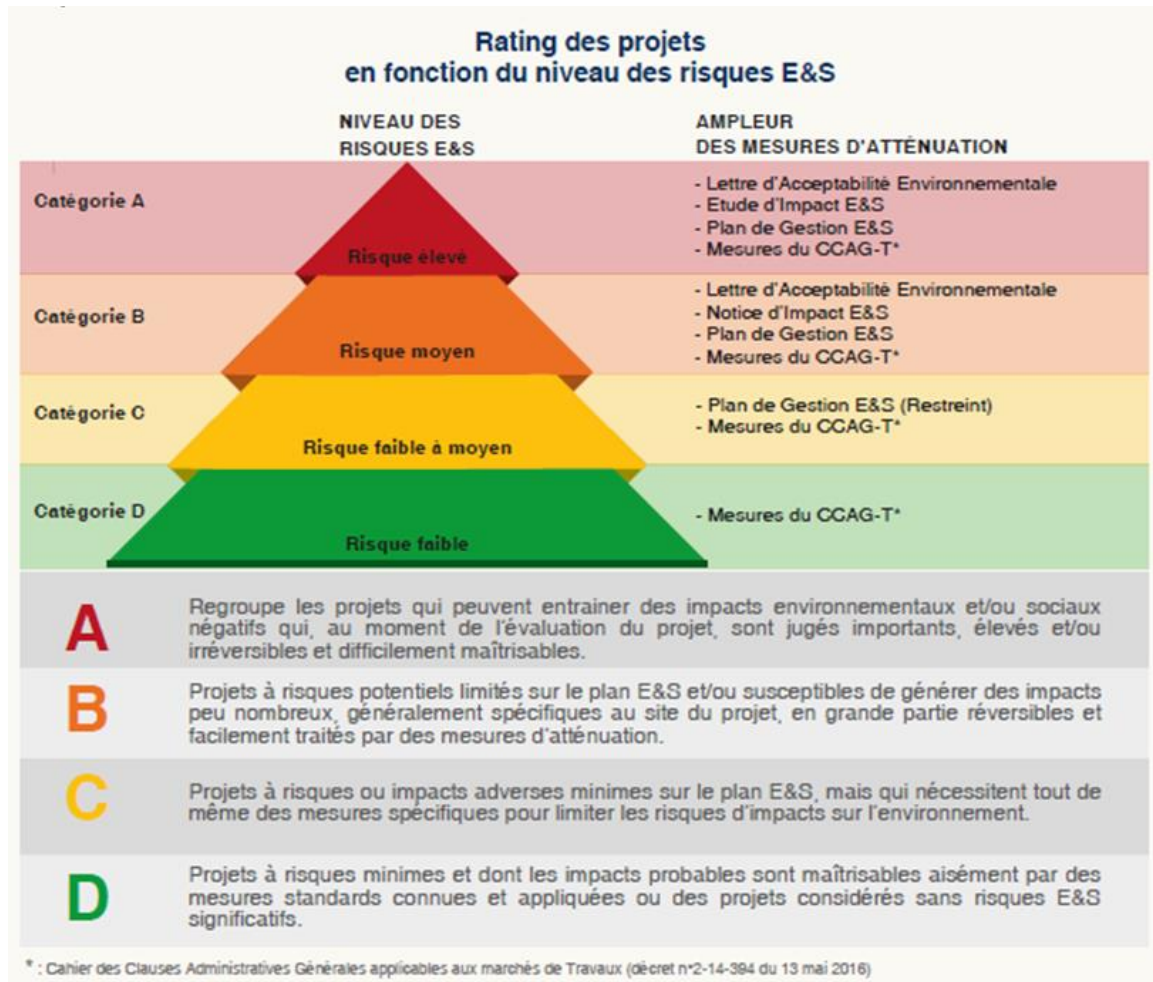 Rating des projets
en fonction du niveau des risques E&S
NIVEAU DES
RISQUES E&S
AMPLEUR
DES MESURES D'ATTÉNUATION
Catégorie A
Risque élevé
- Lettre d'Acceptabilité Environnementale
- Etude d'Impact E&S
- Plan de Gestion E&S
- Mesures du CCAG-T*
Catégorie B
Risque moyen
- Lettre d'Acceptabilité Environnementale
- Notice d'Impact E&S
- Plan de Gestion E&S
- Mesures du CCAG-T*
Catégorie C
Risque faible à moyen
- Plan de Gestion E&S (Restreint)
- Mesures du CCAG-T*
Catégorie D
Risque faible
- Mesures du CCAG-T*
A
Regroupe les projets qui peuvent entrainer des impacts environnementaux et/ou sociaux
négatifs qui, au moment de l'évaluation du projet, sont jugés importants, élevés et/ou
irréversibles et difficilement maîtrisables.
B
Projets à risques potentiels limités sur le plan E&S et/ou susceptibles de générer des impacts
peu nombreux, généralement spécifiques au site du projet, en grande partie réversibles et
facilement traités par des mesures d'atténuation.
C
Projets à risques ou impacts adverses minimes sur le plan E&S, mais qui nécessitent tout de
même des mesures spécifiques pour limiter les risques d'impacts sur l'environnement.
D
Projets à risques minimes et dont les impacts probables sont maîtrisables aisément par des
mesures standards connues et appliquées ou des projets considérés sans risques E&S
significatifs.
* : Cahier des Clauses Administratives Générales applicables aux marchés de Travaux (décret n°2-14-394 du 13 mai 2016)